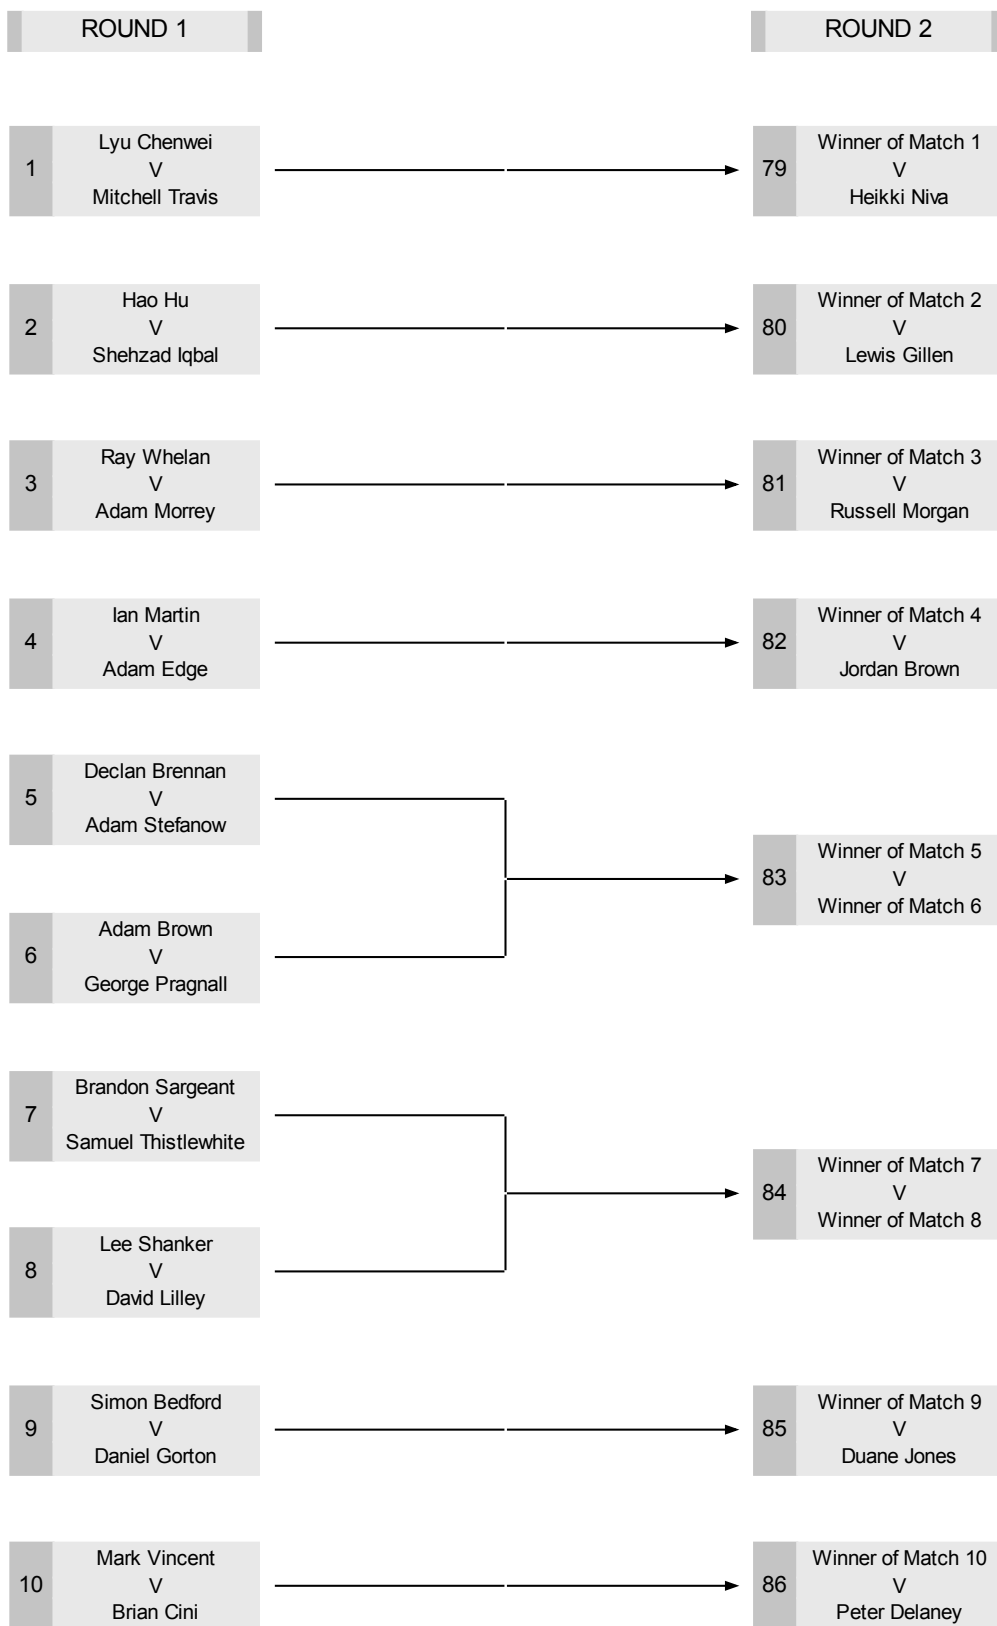 ROUND 1
ROUND 2
1
Lyu Chenwei
V
Mitchell Travis
79
Winner of Match 1
V
Heikki Niva
2
Hao Hu
V
Shehzad Iqbal
80
Winner of Match 2
V
Lewis Gillen
3
Ray Whelan
V
Adam Morrey
81
Winner of Match 3
V
Russell Morgan
4
Ian Martin
V
Adam Edge
82
Winner of Match 4
V
Jordan Brown
5
Declan Brennan
V
Adam Stefanow
6
Adam Brown
V
George Pragnall
83
Winner of Match 5
V
Winner of Match 6
7
Brandon Sargeant
V
Samuel Thistlewhite
8
Lee Shanker
V
David Lilley
84
Winner of Match 7
V
Winner of Match 8
9
Simon Bedford
V
Daniel Gorton
85
Winner of Match 9
V
Duane Jones
10
Mark Vincent
V
Brian Cini
86
Winner of Match 10
V
Peter Delaney